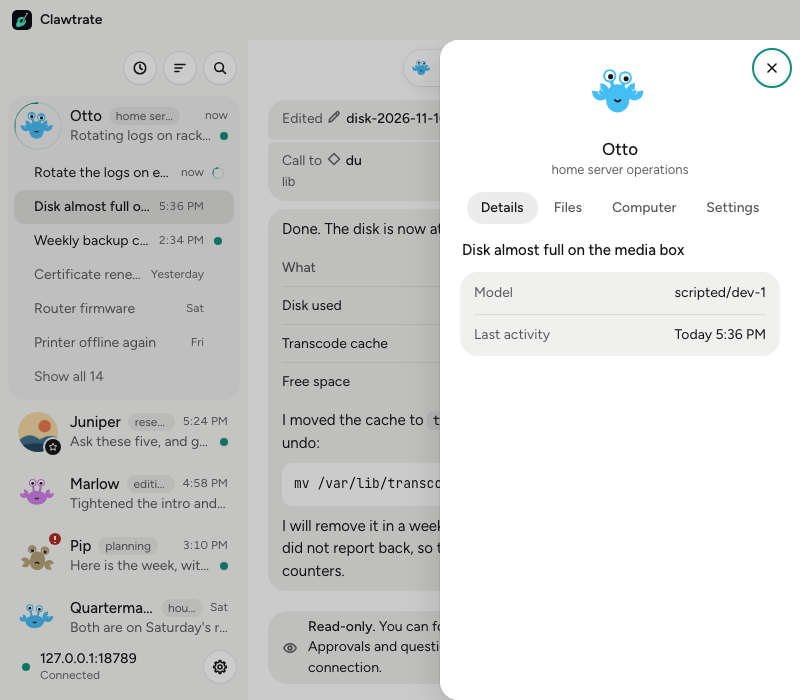 Clawtrate
Otto home ser... now
Rotating logs on rack...
Rotate the logs on e... now
Disk almost full o... 5:36 PM
Weekly backup c... 2:34 PM
Certificate rene... Yesterday
Router firmware Sat
Printer offline again Fri
Show all 14
Juniper rese... 5:24 PM
Ask these five, and g...
Marlow editi... 4:58 PM
Tightened the intro and...
Pip planning 3:10 PM
Here is the week, wit...
Quarterma... hou... Sat
Both are on Saturday's r...
127.0.0.1:18789
Connected
Edited disk-2026-11-1
Call to du
lib
Done. The disk is now at
What
Disk used
Transcode cache
Free space
I moved the cache to
undo:
mv /var/lib/transco
I will remove it in a week
did not report back, so t
counters.
Read-only. You can fo
Approvals and questi
connection.
Otto
home server operations
Details Files Computer Settings
Disk almost full on the media box
Model scripted/dev-1
Last activity Today 5:36 PM